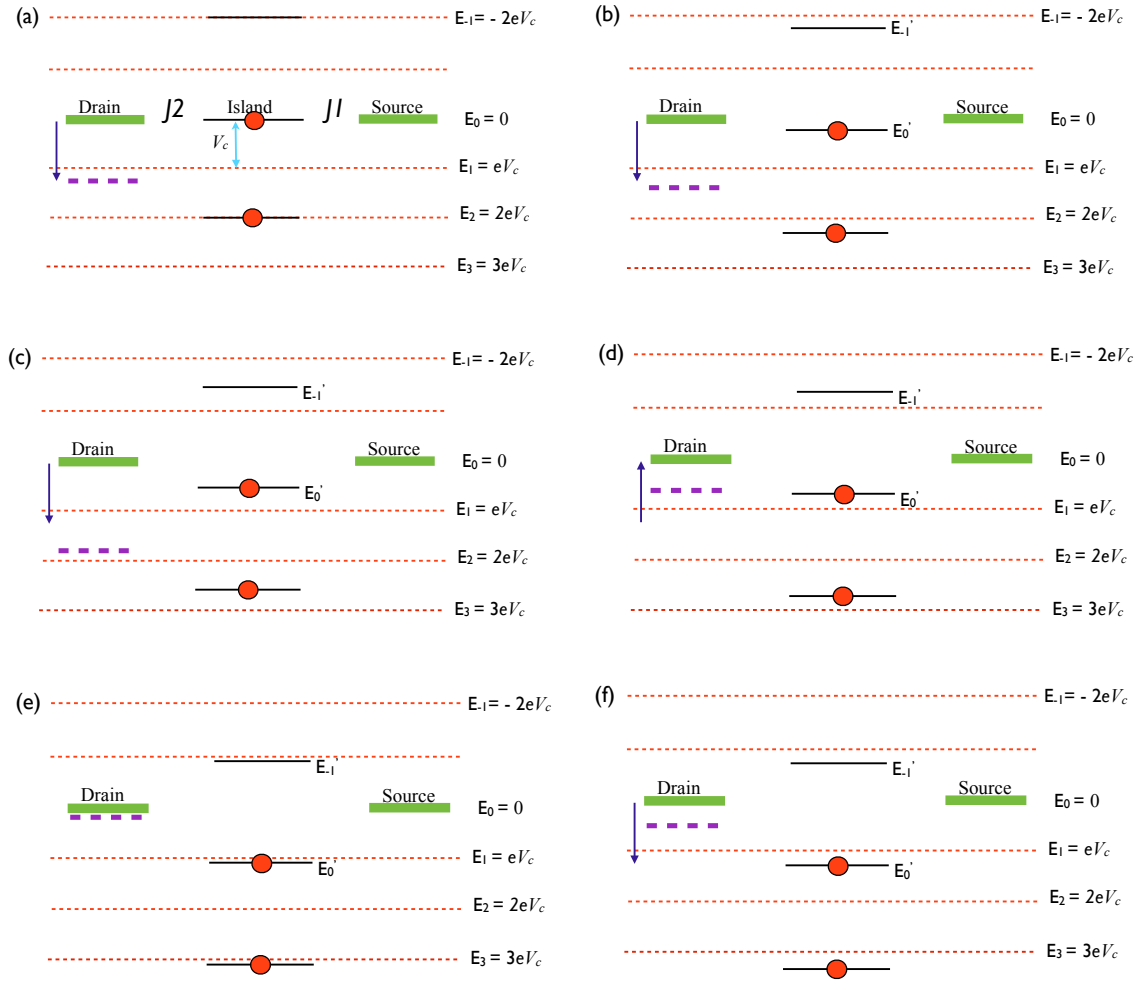 (a)
E₋₁ = - 2eVc
Drain
J2
Island
J1
Source
E₀ = 0
Vc
E₁ = eVc
E₂ = 2eVc
E₃ = 3eVc
(b)
E₋₁ = - 2eVc
E₋₁'
Drain
Source
E₀ = 0
E₀'
E₁ = eVc
E₂ = 2eVc
E₃ = 3eVc
(c)
E₋₁ = - 2eVc
E₋₁'
Drain
Source
E₀ = 0
E₀'
E₁ = eVc
E₂ = 2eVc
E₃ = 3eVc
(d)
E₋₁ = - 2eVc
E₋₁'
Drain
Source
E₀ = 0
E₀'
E₁ = eVc
E₂ = 2eVc
E₃ = 3eVc
(e)
E₋₁ = - 2eVc
E₋₁'
Drain
Source
E₀ = 0
E₁ = eVc
E₀'
E₂ = 2eVc
E₃ = 3eVc
(f)
E₋₁ = - 2eVc
E₋₁'
Drain
Source
E₀ = 0
E₁ = eVc
E₀'
E₂ = 2eVc
E₃ = 3eVc